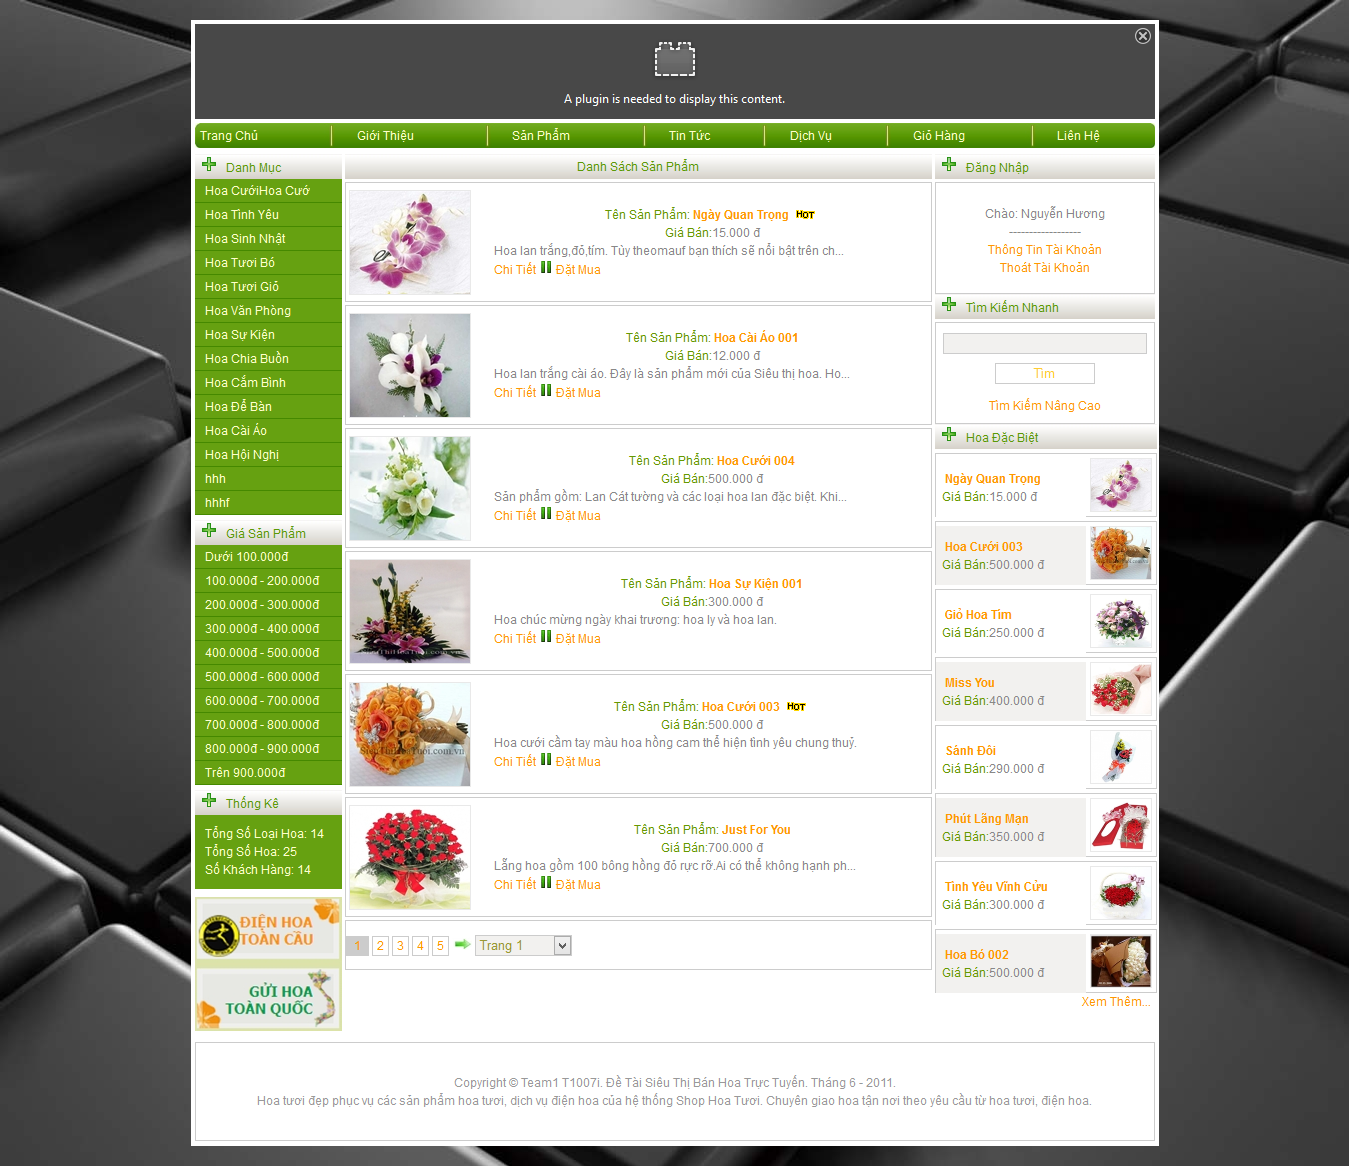 A plugin is needed to display this content.
Trang Chủ
Giới Thiệu
Sản Phẩm
Tin Tức
Dịch Vụ
Giỏ Hàng
Liên Hệ
Danh Mục
Hoa CướiHoa Cướ
Hoa Tình Yêu
Hoa Sinh Nhật
Hoa Tươi Bó
Hoa Tươi Giỏ
Hoa Văn Phòng
Hoa Sự Kiện
Hoa Chia Buồn
Hoa Cắm Bình
Hoa Để Bàn
Hoa Cài Áo
Hoa Hội Nghị
hhh
hhhf
Giá Sản Phẩm
Dưới 100.000đ
100.000đ - 200.000đ
200.000đ - 300.000đ
300.000đ - 400.000đ
400.000đ - 500.000đ
500.000đ - 600.000đ
600.000đ - 700.000đ
700.000đ - 800.000đ
800.000đ - 900.000đ
Trên 900.000đ
Thống Kê
Tổng Số Loại Hoa: 14
Tổng Số Hoa: 25
Số Khách Hàng: 14
ĐIỆN HOA
TOÀN CẦU
GỬI HOA
TOÀN QUỐC
Danh Sách Sản Phẩm
Tên Sản Phẩm: Ngày Quan Trọng HOT
Giá Bán:15.000 đ
Hoa lan trắng,đỏ,tím. Tùy theomauf bạn thích sẽ nổi bật trên ch...
Chi Tiết Đặt Mua
Tên Sản Phẩm: Hoa Cài Áo 001
Giá Bán:12.000 đ
Hoa lan trắng cài áo. Đây là sản phẩm mới của Siêu thị hoa. Ho...
Chi Tiết Đặt Mua
Tên Sản Phẩm: Hoa Cưới 004
Giá Bán:500.000 đ
Sản phẩm gồm: Lan Cát tường và các loại hoa lan đặc biệt. Khi...
Chi Tiết Đặt Mua
Tên Sản Phẩm: Hoa Sự Kiện 001
Giá Bán:300.000 đ
Hoa chúc mừng ngày khai trương: hoa ly và hoa lan.
Chi Tiết Đặt Mua
SieuThiHoaTuoi.com.vn
Tên Sản Phẩm: Hoa Cưới 003 HOT
Giá Bán:500.000 đ
Hoa cưới cầm tay màu hoa hồng cam thể hiện tình yêu chung thuỷ.
Chi Tiết Đặt Mua
SieuThiHoaTuoi.com.vn
Tên Sản Phẩm: Just For You
Giá Bán:700.000 đ
Lẵng hoa gồm 100 bông hồng đỏ rực rỡ.Ai có thể không hạnh ph...
Chi Tiết Đặt Mua
1 2 3 4 5 Trang 1
Đăng Nhập
Chào: Nguyễn Hương
------------------
Thông Tin Tài Khoản
Thoát Tài Khoản
Tìm Kiếm Nhanh
Tìm
Tìm Kiếm Nâng Cao
Hoa Đặc Biệt
Ngày Quan Trọng
Giá Bán:15.000 đ
Hoa Cưới 003
Giá Bán:500.000 đ
Giỏ Hoa Tím
Giá Bán:250.000 đ
Miss You
Giá Bán:400.000 đ
Sánh Đôi
Giá Bán:290.000 đ
Phút Lãng Mạn
Giá Bán:350.000 đ
Tình Yêu Vĩnh Cửu
Giá Bán:300.000 đ
Hoa Bó 002
Giá Bán:500.000 đ
Xem Thêm...
Copyright © Team1 T1007i. Đề Tài Siêu Thị Bán Hoa Trực Tuyến. Tháng 6 - 2011.
Hoa tươi đẹp phục vụ các sản phẩm hoa tươi, dịch vụ điện hoa của hệ thống Shop Hoa Tươi. Chuyên giao hoa tận nơi theo yêu cầu từ hoa tươi, điện hoa.